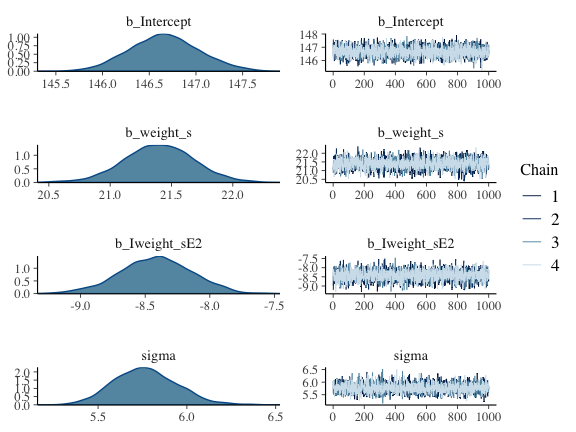 b_Intercept
1.00
0.75
0.50
0.25
0.00
145.5 146.0 146.5 147.0 147.5
b_Intercept
148
147
146
0 200 400 600 800 1000
b_weight_s
1.0
0.5
0.0
20.5 21.0 21.5 22.0
b_weight_s
22.0
21.5
21.0
20.5
0 200 400 600 800 1000
Chain
1
2
3
4
b_Iweight_sE2
1.0
0.5
0.0
-9.0 -8.5 -8.0 -7.5
b_Iweight_sE2
-7.5
-8.0
-8.5
-9.0
0 200 400 600 800 1000
sigma
2.0
1.5
1.0
0.5
0.0
5.5 6.0 6.5
sigma
6.5
6.0
5.5
0 200 400 600 800 1000